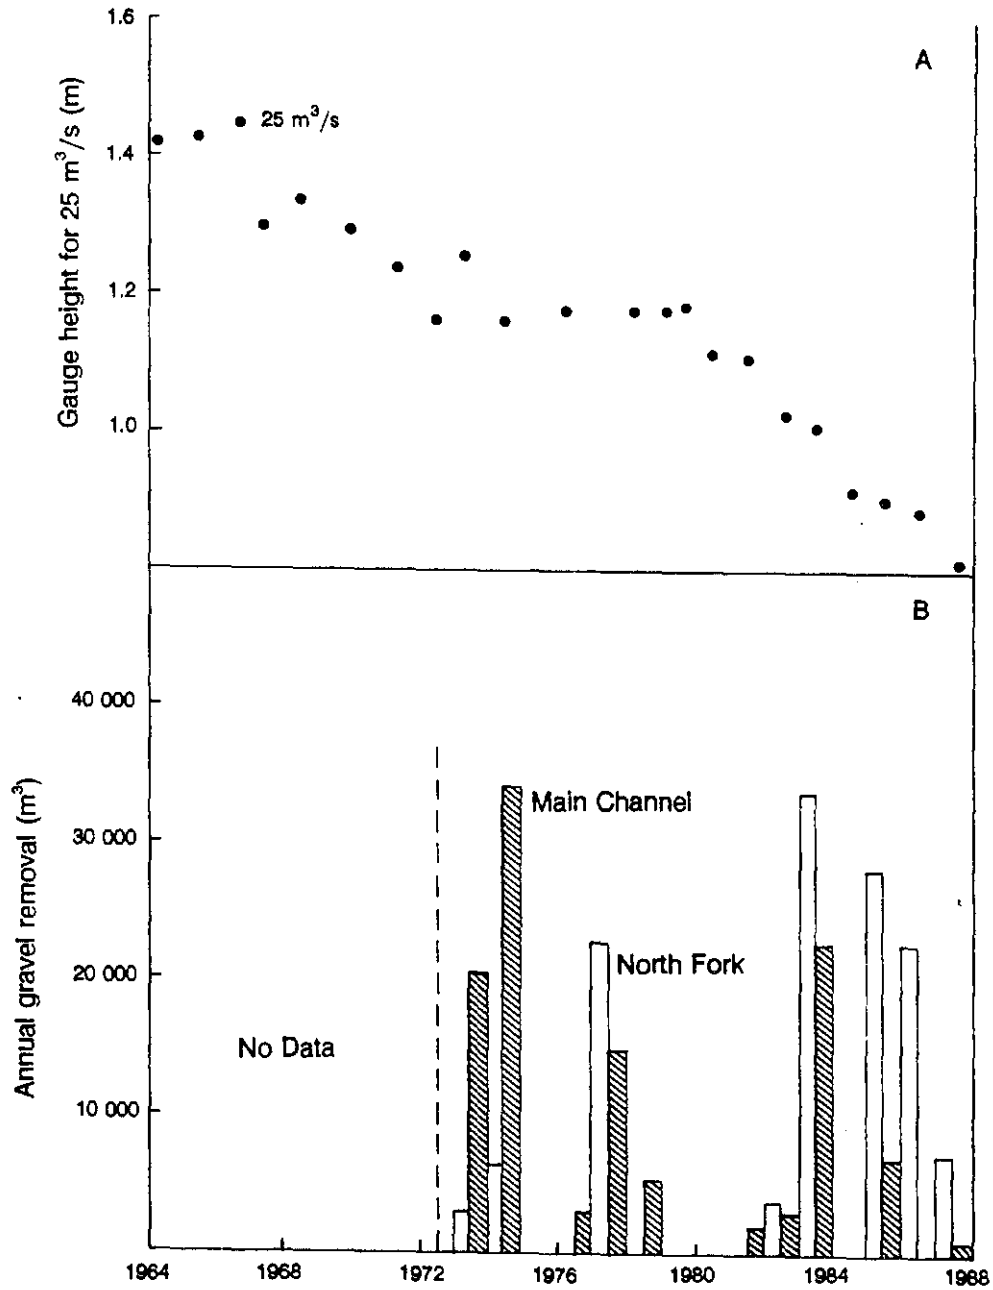 1.6
A
25 m³/s
1.4
Gauge height for 25 m³/s (m)
1.2
1.0
B
40 000
Main Channel
30 000
Annual gravel removal (m³)
North Fork
20 000
No Data
10 000
1964 1968 1972 1976 1980 1984 1988